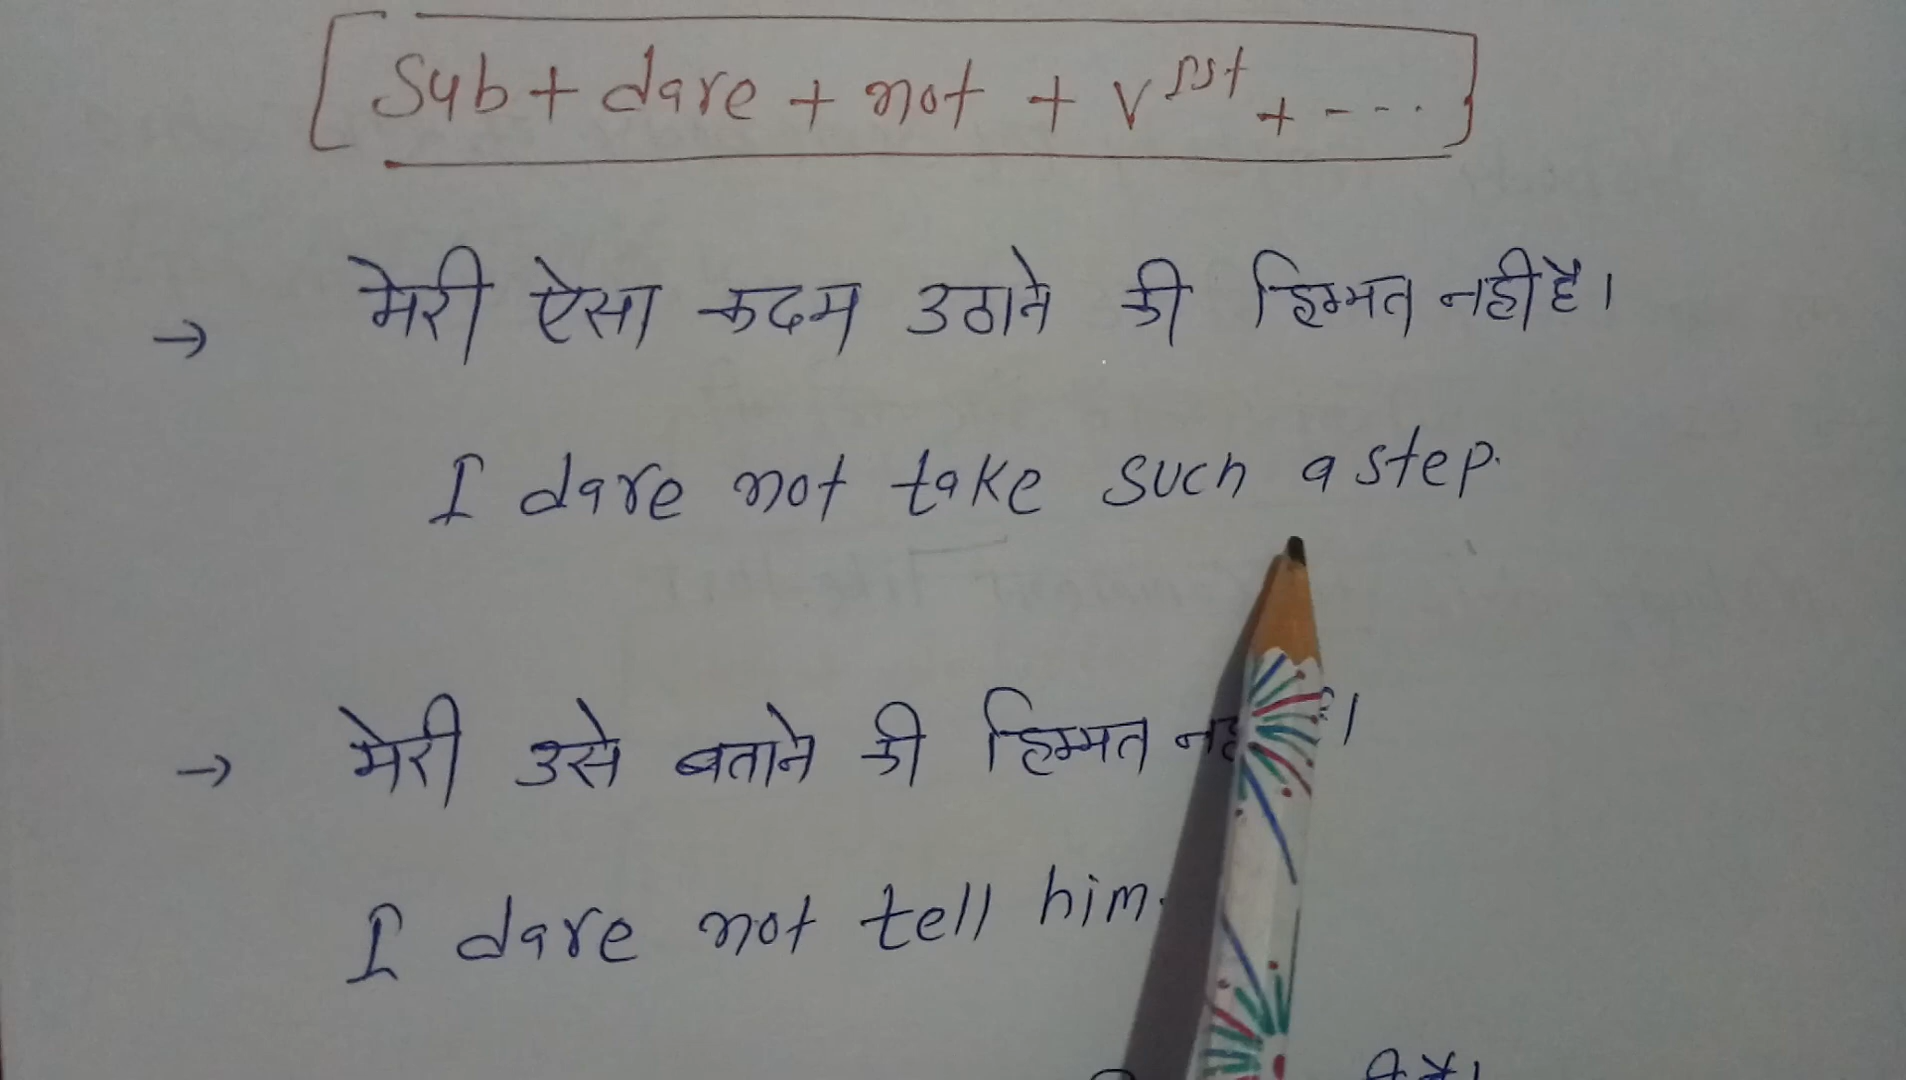 [Sub + dare + not + V Ist + ----}
→ मेरी ऐसा कदम उठाने की हिम्मत नही है।
I dare not take such a step.
→ मेरी उसे बताने की हिम्मत
I dare not tell him.